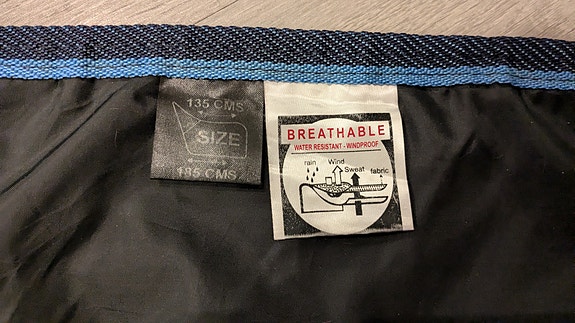 135 CMS
SIZE
135 CMS
BREATHABLE
WATER RESISTANT - WINDPROOF
rain Wind
Sweat fabric